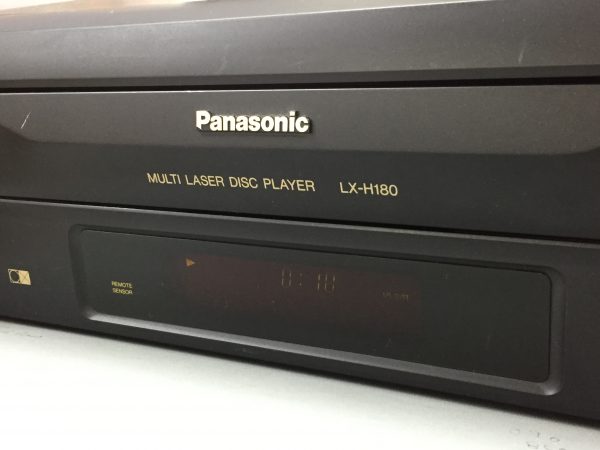 Panasonic
MULTI LASER DISC PLAYER LX-H180
REMOTE
SENSOR